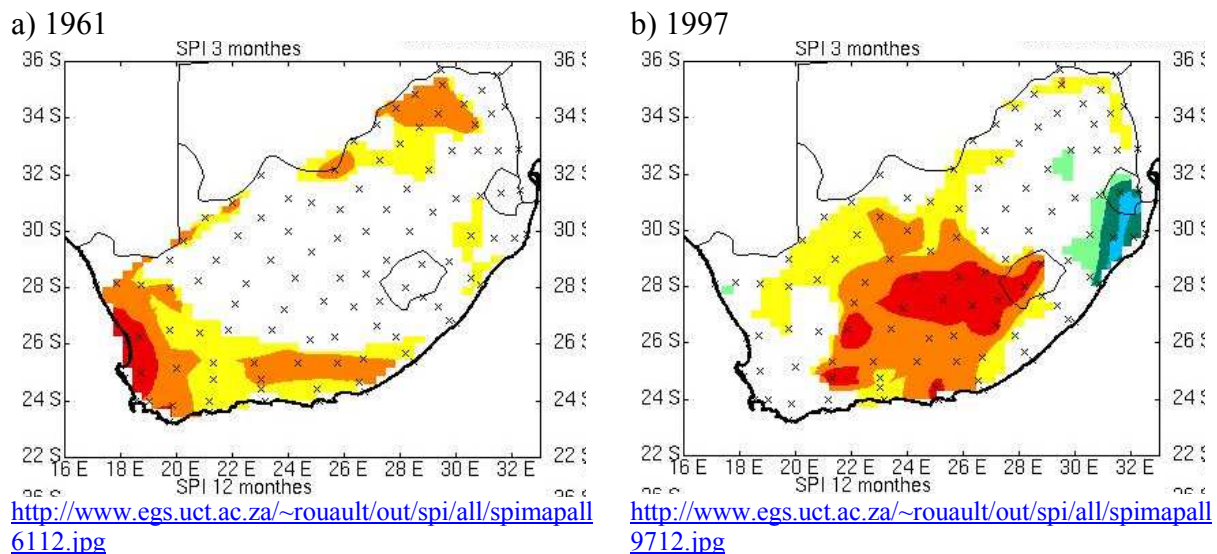 a) 1961
SPI 3 monthes
36 S
34 S
32 S
30 S
28 S
26 S
24 S
22 S
16 E 18 E 20 E 22 E 24 E 26 E 28 E 30 E 32 E
SPI 12 monthes
http://www.egs.uct.ac.za/~rouault/out/spi/all/spimapall
6112.jpg
b) 1997
SPI 3 monthes
36 S
34 S
32 S
30 S
28 S
26 S
24 S
22 S
16 E 18 E 20 E 22 E 24 E 26 E 28 E 30 E 32 E
SPI 12 monthes
http://www.egs.uct.ac.za/~rouault/out/spi/all/spimapall
9712.jpg